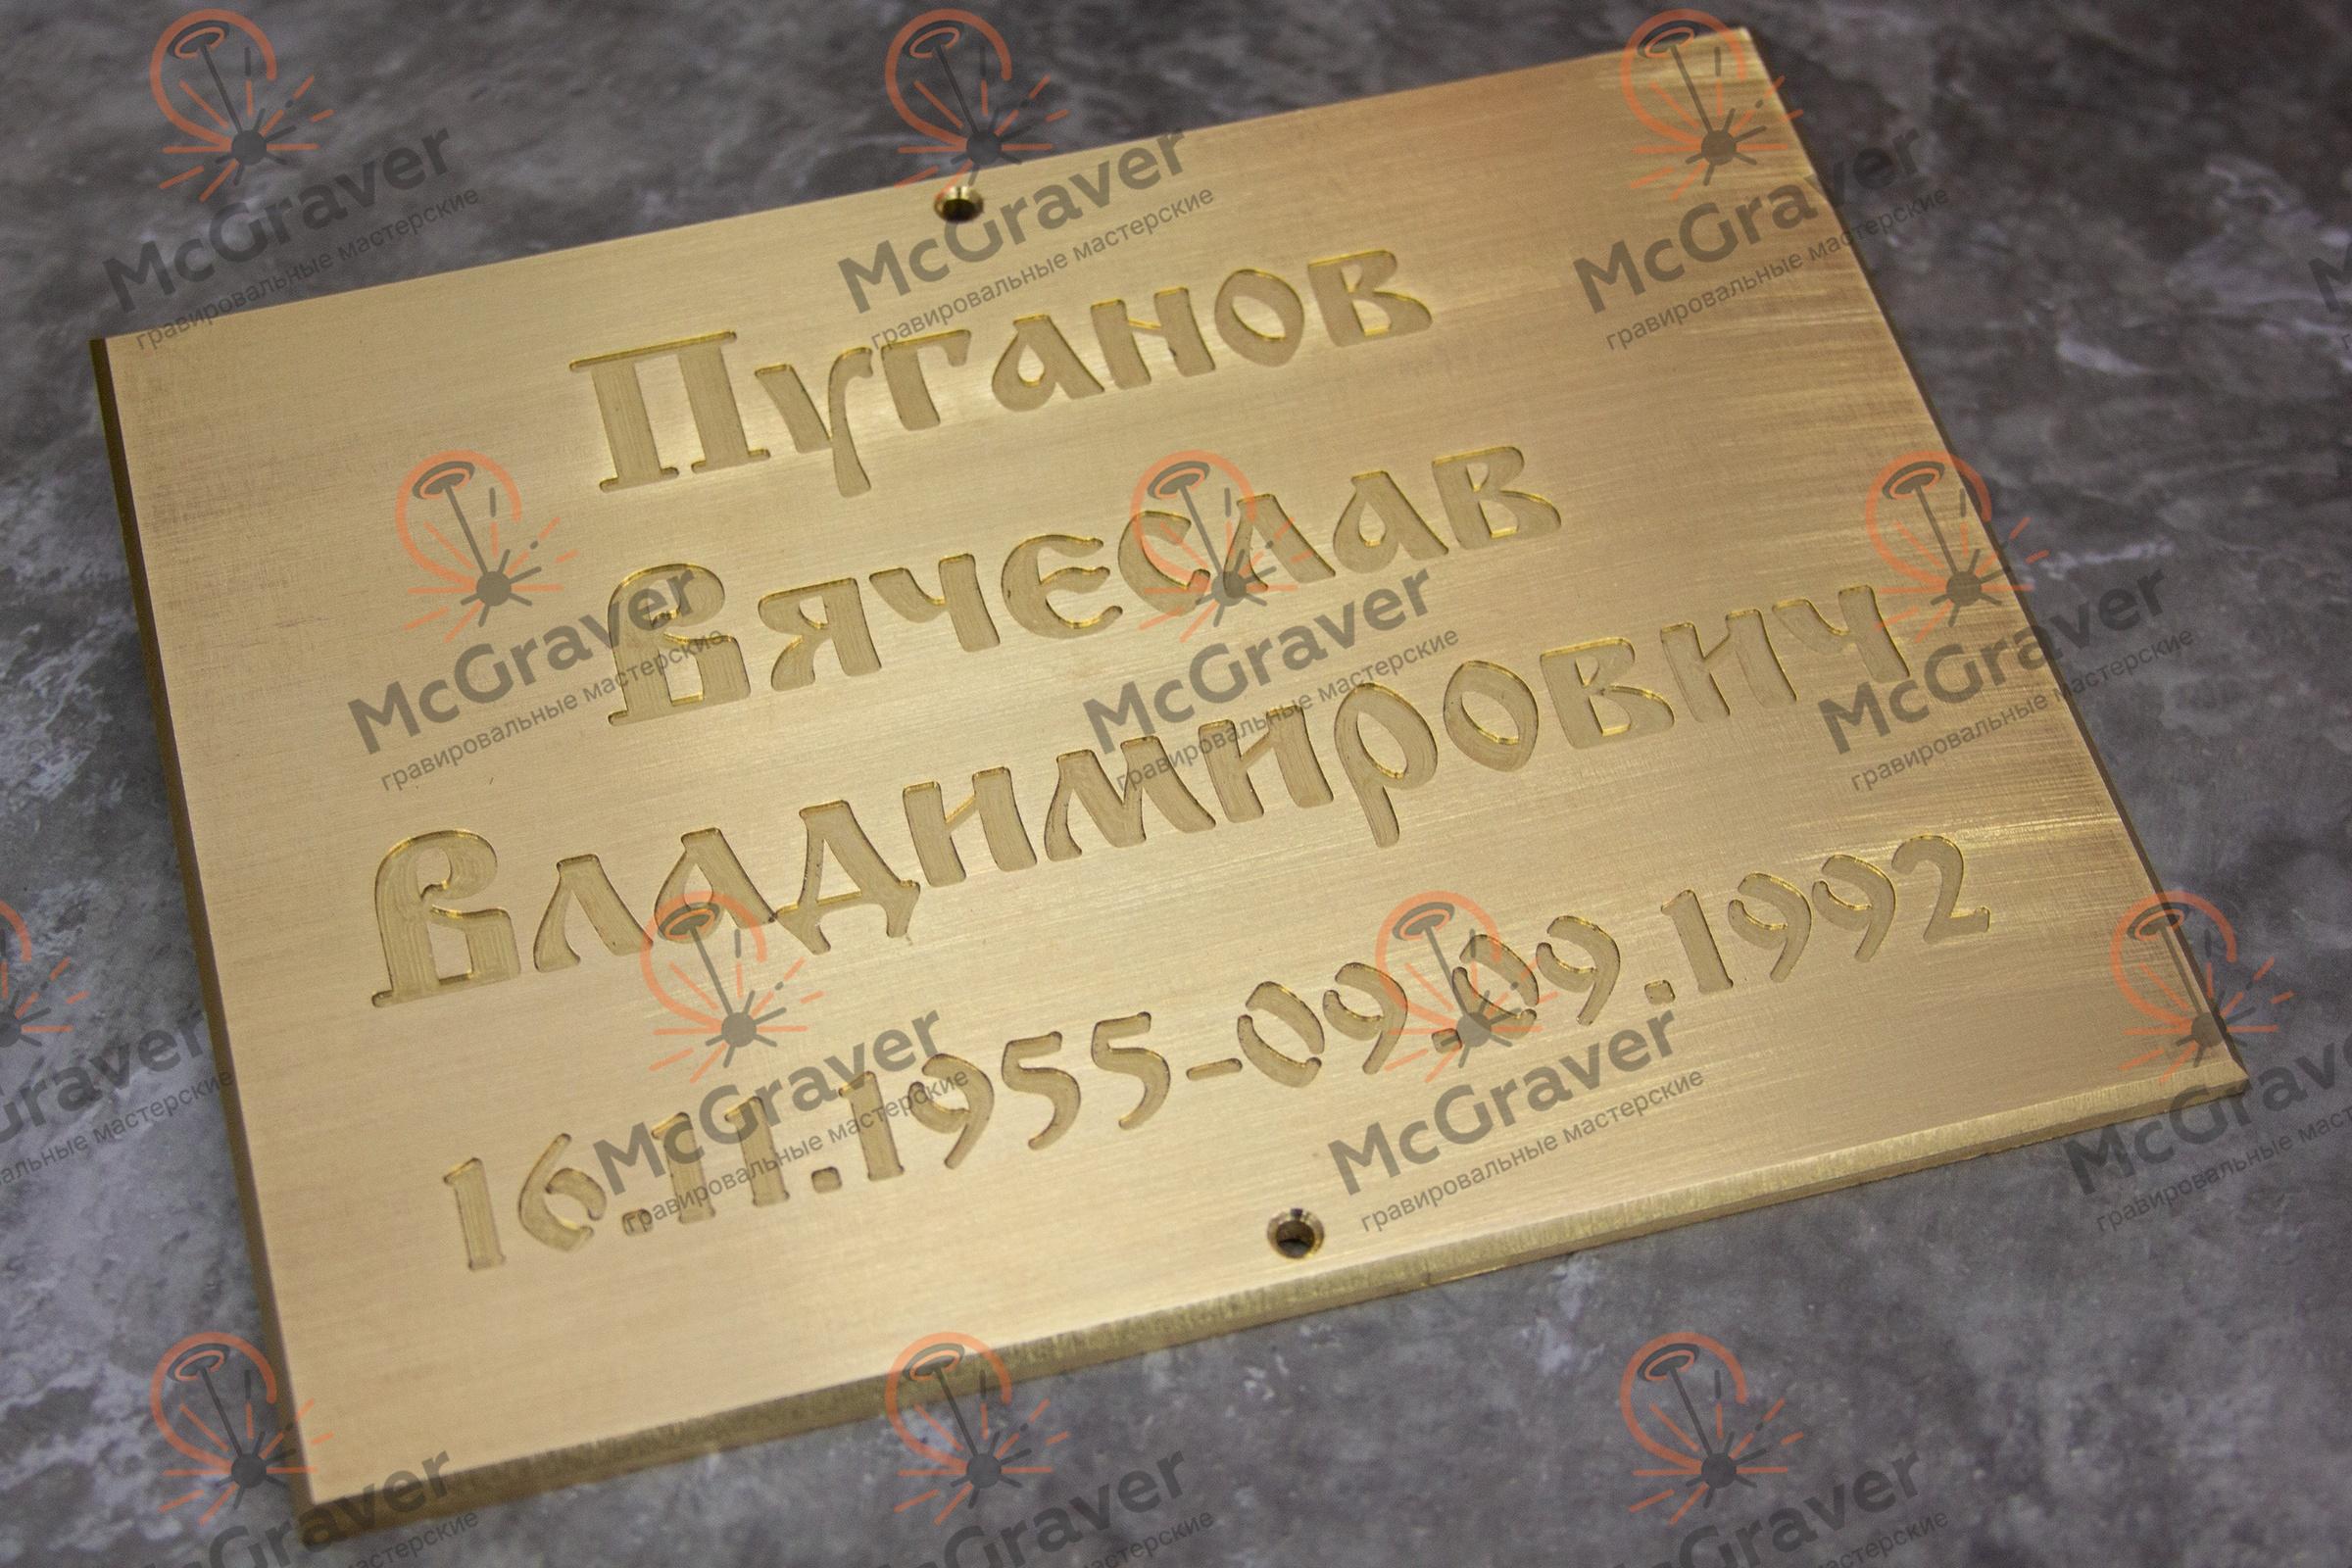 Пуганов
Вячеслав
Владимирович
16.11.1955-09.09.1992
McGraver
гравировальные мастерские